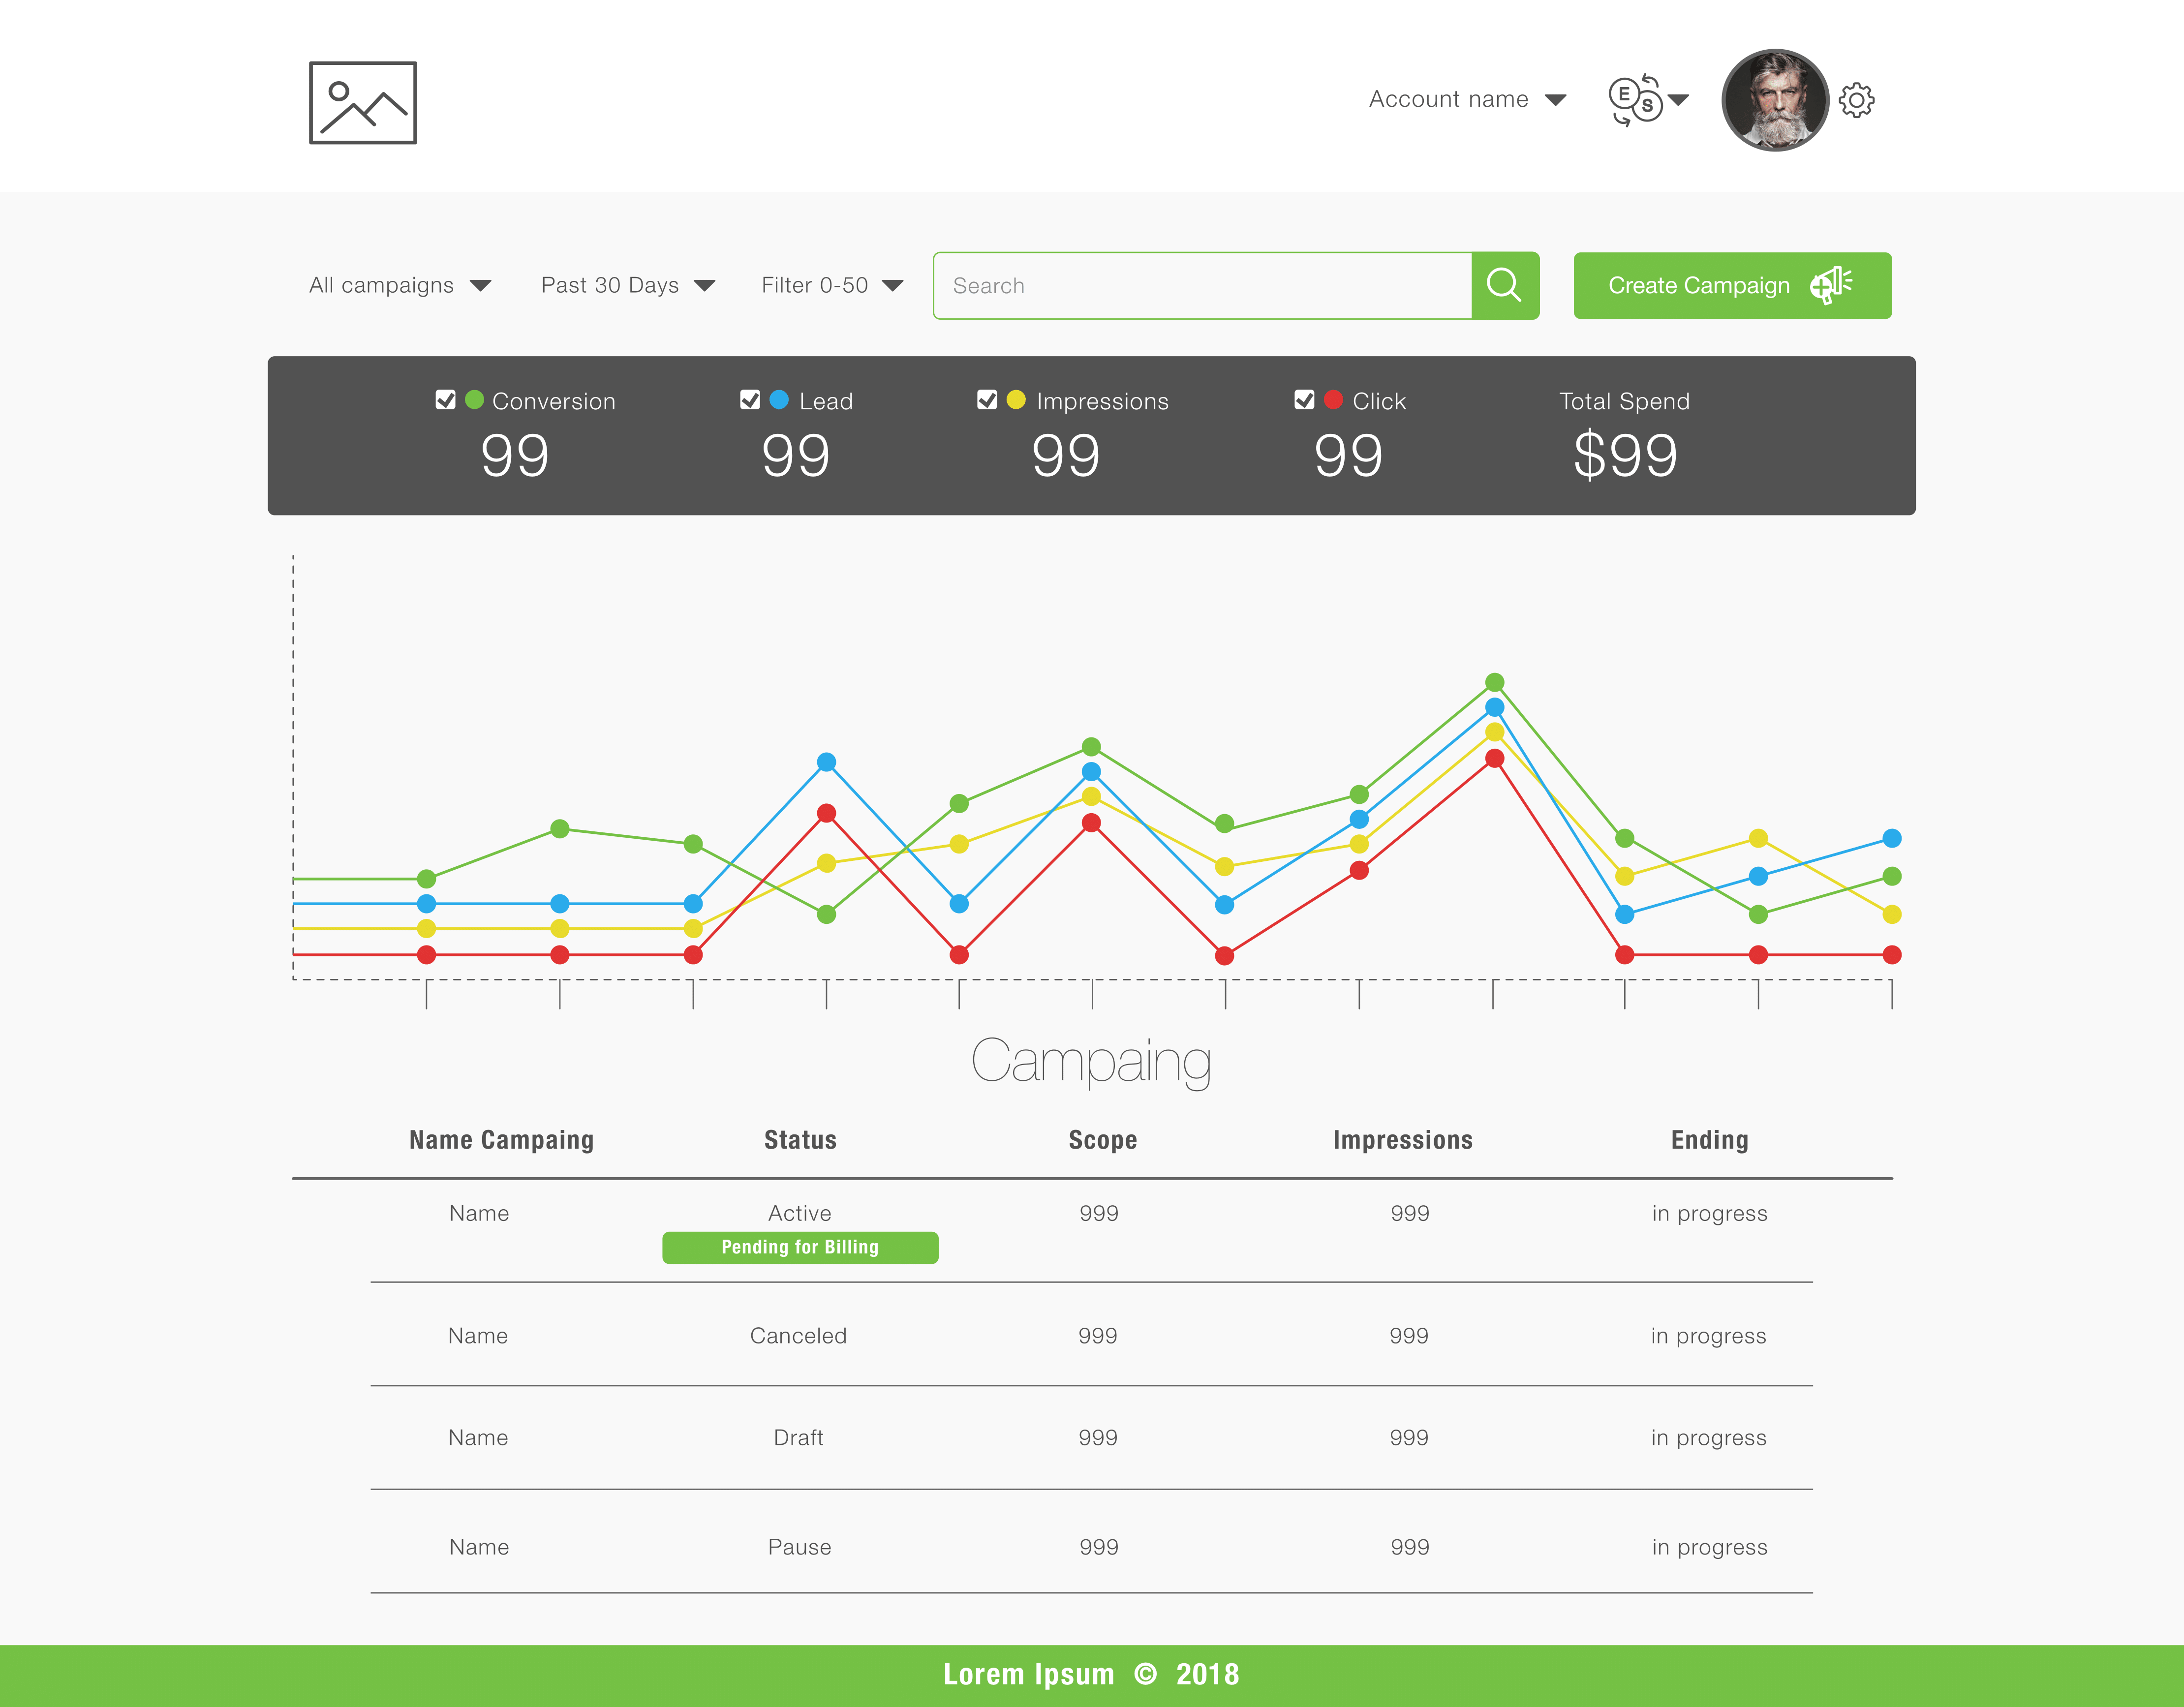 Account name
E
S
All campaigns
Past 30 Days
Filter 0-50
Search
Create Campaign
Conversion
Lead
Impressions
Click
Total Spend
99
99
99
99
$99
Campaing
Name Campaing
Status
Scope
Impressions
Ending
Name
Active
999
999
in progress
Pending for Billing
Name
Canceled
999
999
in progress
Name
Draft
999
999
in progress
Name
Pause
999
999
in progress
Lorem Ipsum © 2018